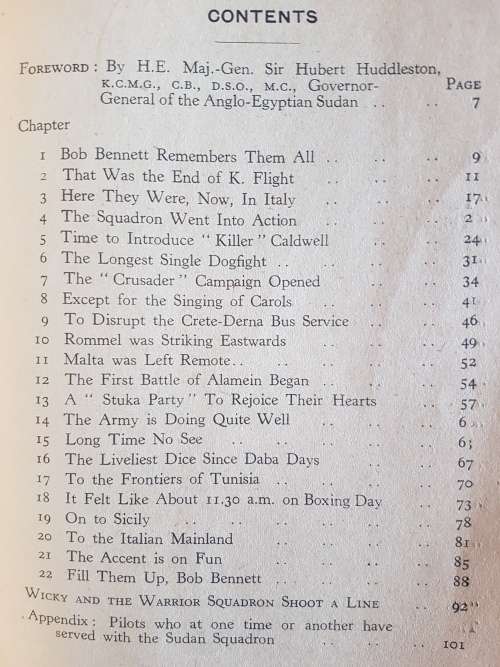 CONTENTS
FOREWORD : By H.E. Maj.-Gen. Sir Hubert Huddleston,
K.C.M.G., C.B., D.S.O., M.C., Governor- PAGE
General of the Anglo-Egyptian Sudan .. .. 7
Chapter
1 Bob Bennett Remembers Them All .. .. 9
2 That Was the End of K. Flight .. .. 11
3 Here They Were, Now, In Italy .. .. 17
4 The Squadron Went Into Action .. .. 2
5 Time to Introduce "Killer" Caldwell .. .. 24
6 The Longest Single Dogfight .. .. .. 31
7 The "Crusader" Campaign Opened .. .. 34
8 Except for the Singing of Carols .. .. 41
9 To Disrupt the Crete-Derna Bus Service .. .. 46
10 Rommel was Striking Eastwards .. .. 49
11 Malta was Left Remote.. .. .. .. 52
12 The First Battle of Alamein Began .. .. 54
13 A "Stuka Party" To Rejoice Their Hearts .. 57
14 The Army is Doing Quite Well .. .. 6
15 Long Time No See .. .. .. .. 6
16 The Liveliest Dice Since Daba Days .. .. 67
17 To the Frontiers of Tunisia .. .. .. 70
18 It Felt Like About 11.30 a.m. on Boxing Day .. 73
19 On to Sicily .. .. .. .. .. 78
20 To the Italian Mainland .. .. .. 81
21 The Accent is on Fun .. .. .. 85
22 Fill Them Up, Bob Bennett .. .. .. 88
WICKY AND THE WARRIOR SQUADRON SHOOT A LINE .. 92
Appendix : Pilots who at one time or another have
served with the Sudan Squadron .. .. .. 101